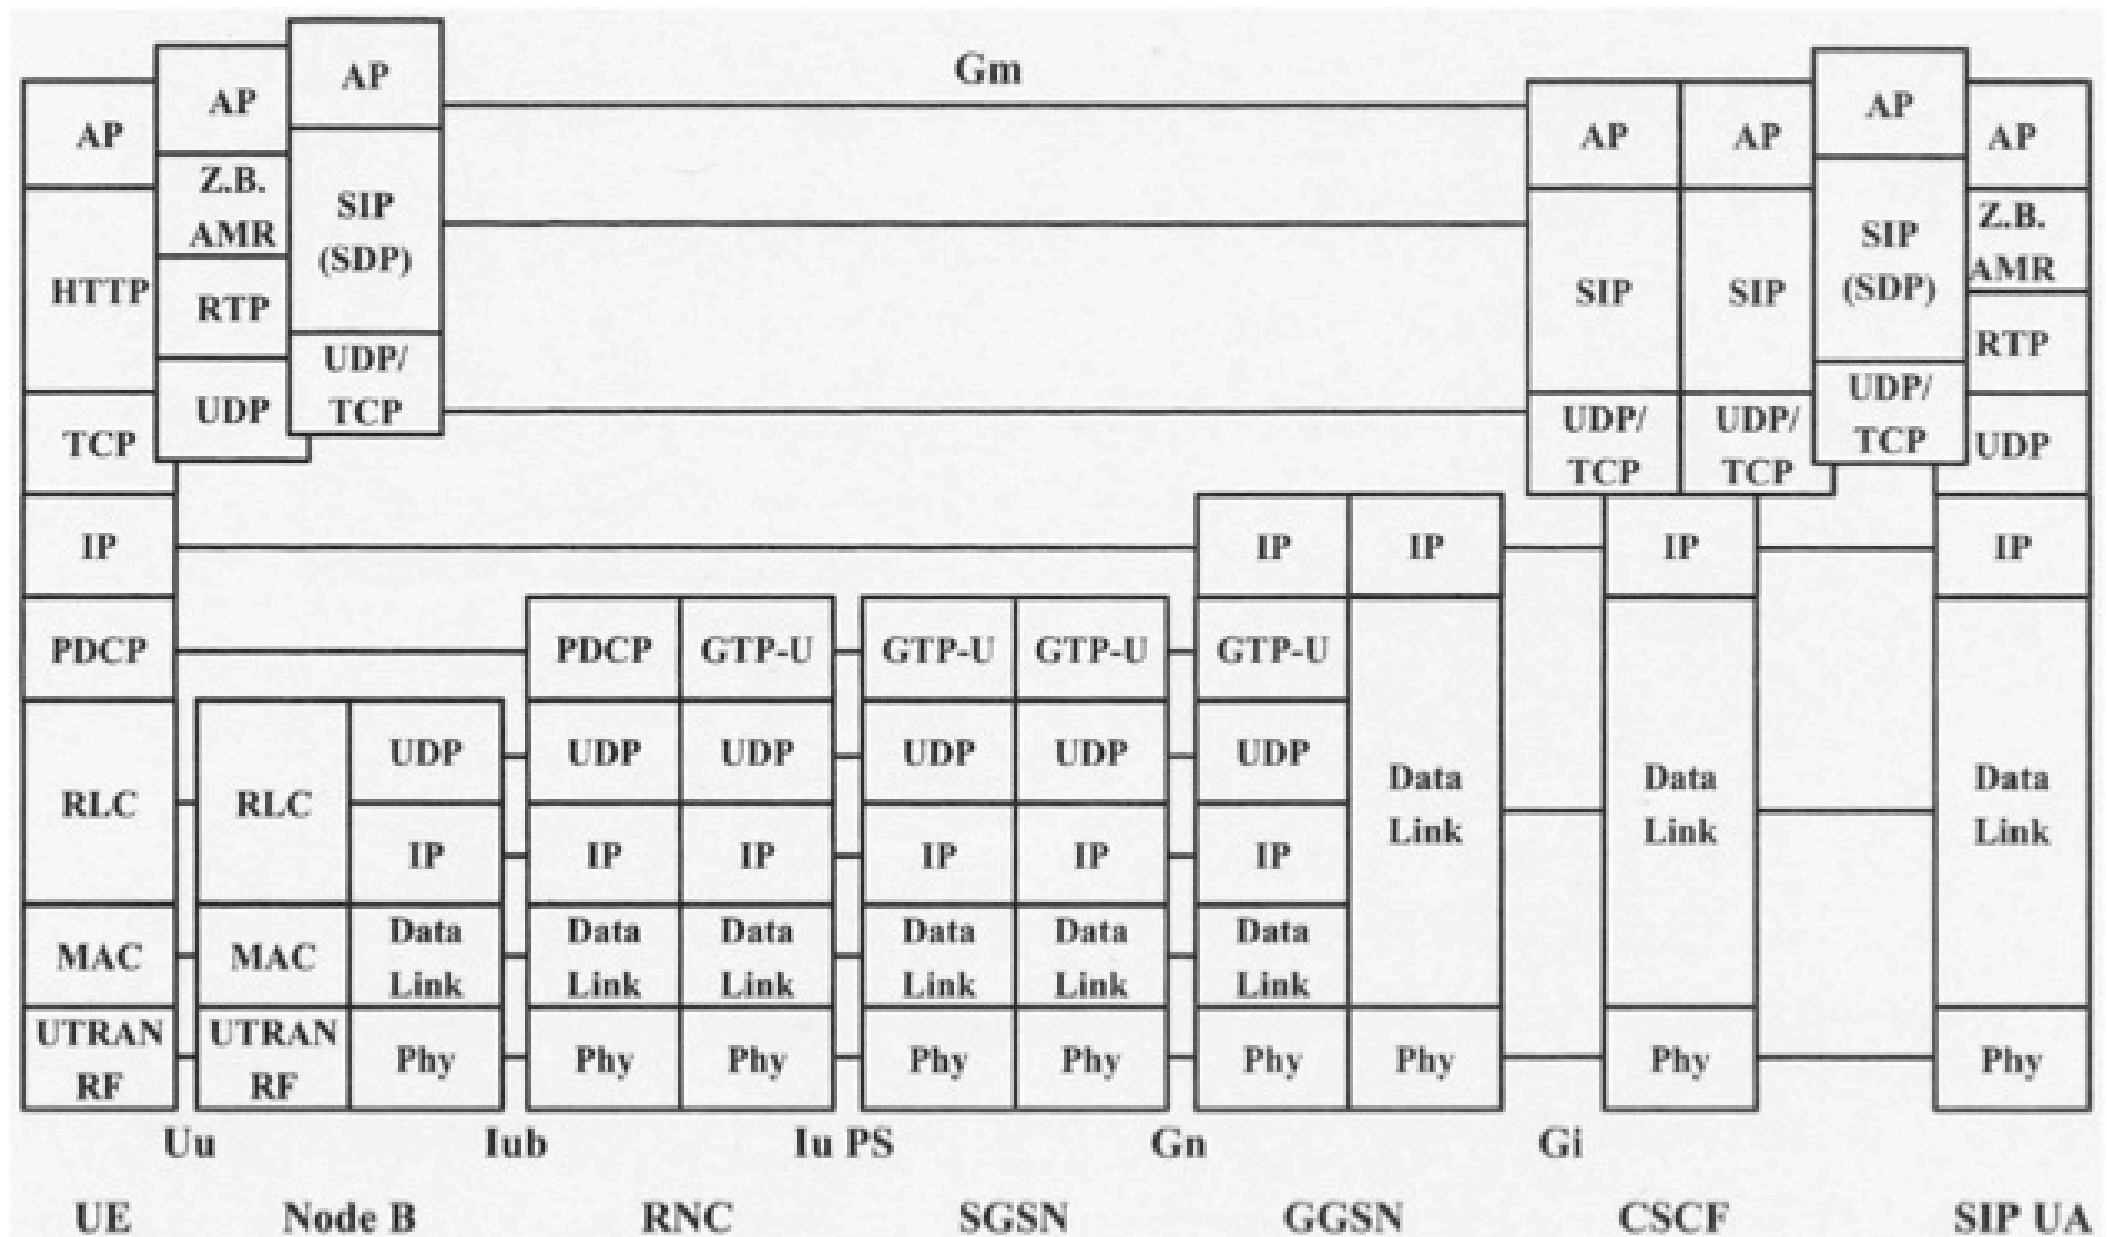 Gm
AP
HTTP
TCP
IP
PDCP
RLC
MAC
UTRAN
RF
AP
Z.B.
AMR
RTP
UDP
AP
SIP
(SDP)
UDP/
TCP
RLC
MAC
UTRAN
RF
UDP
IP
Data
Link
Phy
PDCP
UDP
IP
Data
Link
Phy
GTP-U
UDP
IP
Data
Link
Phy
GTP-U
UDP
IP
Data
Link
Phy
GTP-U
UDP
IP
Data
Link
Phy
IP
GTP-U
UDP
IP
Data
Link
Phy
IP
Data
Link
Phy
AP
SIP
UDP/
TCP
AP
SIP
UDP/
TCP
IP
Data
Link
Phy
AP
SIP
(SDP)
UDP/
TCP
AP
Z.B.
AMR
RTP
UDP
IP
Data
Link
Phy
Uu Iub Iu PS Gn Gi
UE Node B RNC SGSN GGSN CSCF SIP UA